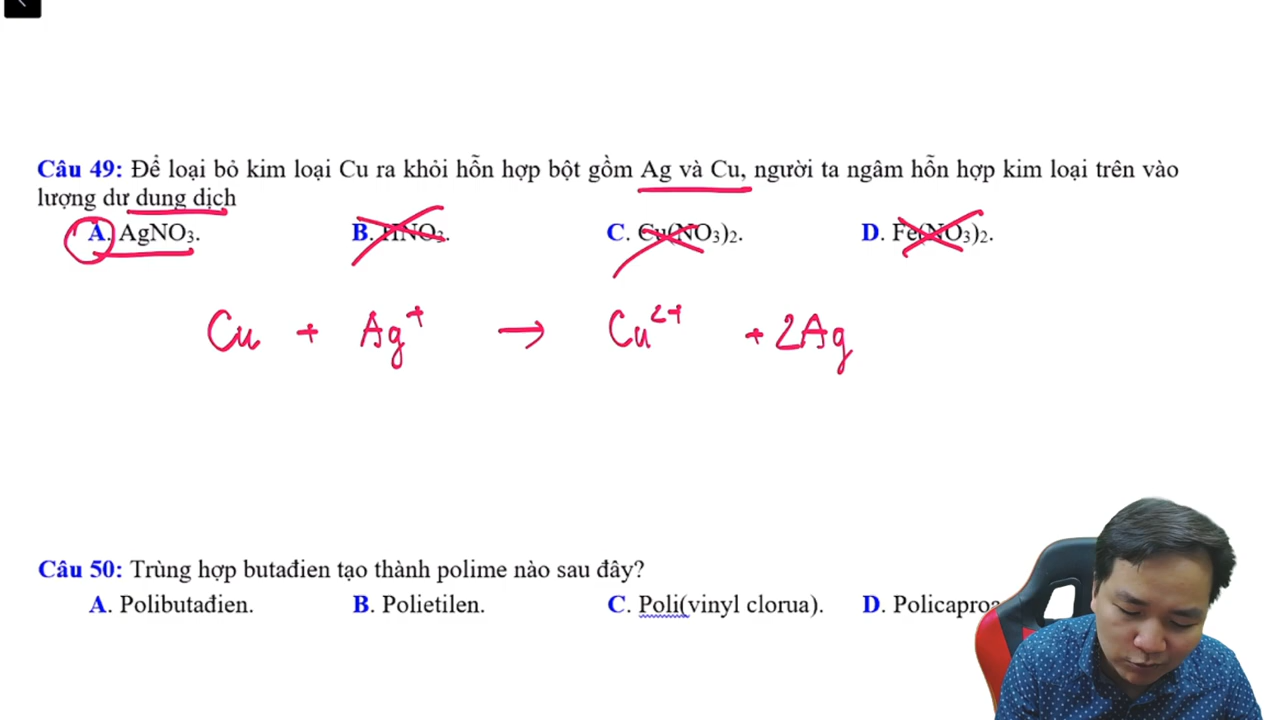 Câu 49: Để loại bỏ kim loại Cu ra khỏi hỗn hợp bột gồm Ag và Cu, người ta ngâm hỗn hợp kim loại trên vào
lượng dư dung dịch
A. AgNO₃. B. HNO₃. C. Cu(NO₃)₂. D. Fe(NO₃)₂.
Cu + Ag⁺ → Cu²⁺ + 2Ag
Câu 50: Trùng hợp butađien tạo thành polime nào sau đây?
A. Polibutađien. B. Polietilen. C. Poli(vinyl clorua). D.